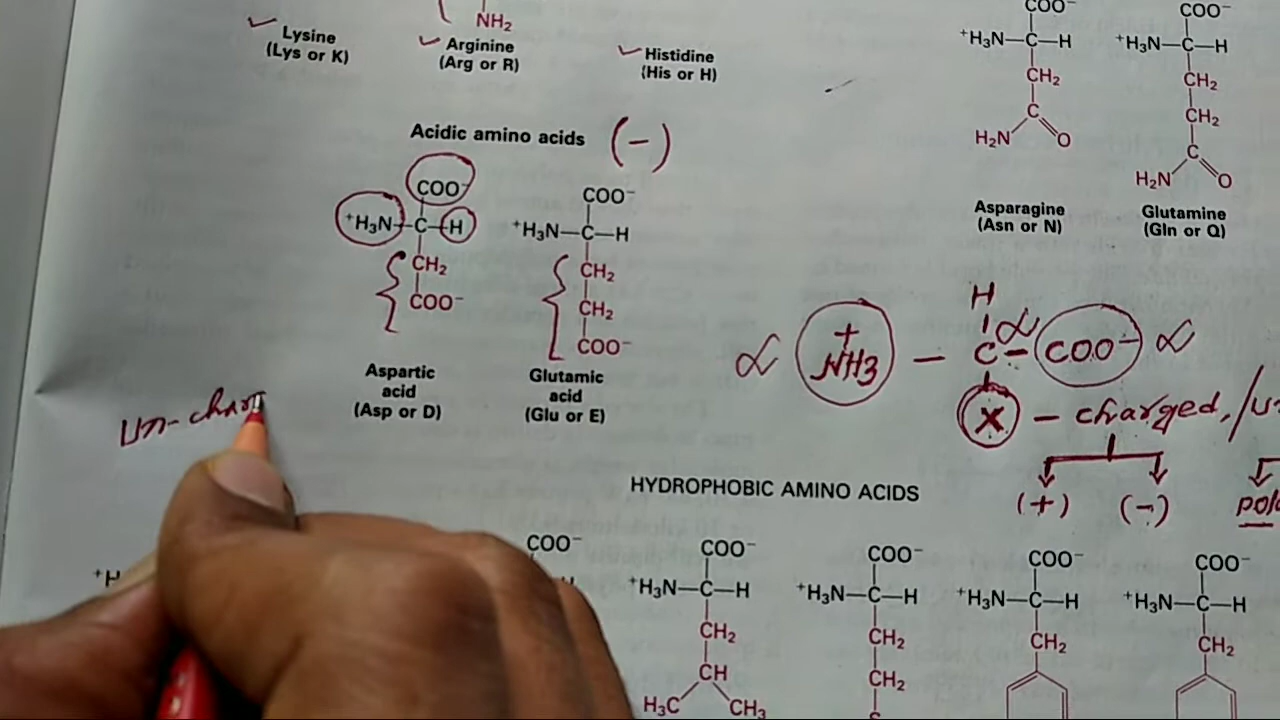 NH₂
Lysine
(Lys or K)
Arginine
(Arg or R)
Histidine
(His or H)
Acidic amino acids (-)
COO⁻
⁺H₃N—C—H
CH₂
COO⁻
Aspartic
acid
(Asp or D)
COO⁻
⁺H₃N—C—H
CH₂
CH₂
COO⁻
Glutamic
acid
(Glu or E)
COO⁻
⁺H₃N—C—H
CH₂
C
H₂N O
Asparagine
(Asn or N)
COO⁻
⁺H₃N—C—H
CH₂
CH₂
C
H₂N O
Glutamine
(Gln or Q)
H
∝ +NH3 — C — COO⁻ ∝
∝
X — charged, /
(+) (-)
un-char
HYDROPHOBIC AMINO ACIDS
⁺H
COO⁻
COO⁻
⁺H₃N—C—H
CH₂
CH
H₃C CH₃
COO⁻
⁺H₃N—C—H
CH₂
CH₂
S
COO⁻
⁺H₃N—C—H
CH₂
COO⁻
⁺H₃N—C—H
CH₂